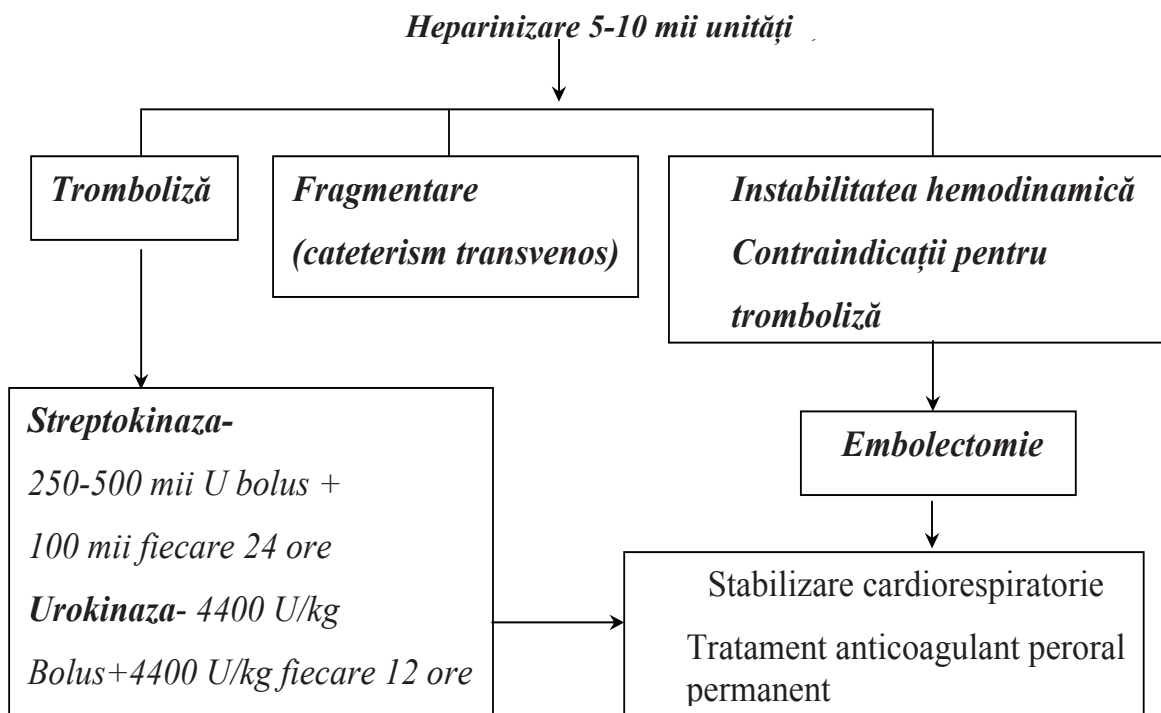 Heparinizare 5-10 mii unități
Tromboliză
Fragmentare
(cateterism transvenos)
Instabilitatea hemodinamică
Contraindicații pentru
tromboliză
Streptokinaza-
250-500 mii U bolus +
100 mii fiecare 24 ore
Urokinaza- 4400 U/kg
Bolus+4400 U/kg fiecare 12 ore
Embolectomie
Stabilizare cardiorespiratorie
Tratament anticoagulant peroral
permanent